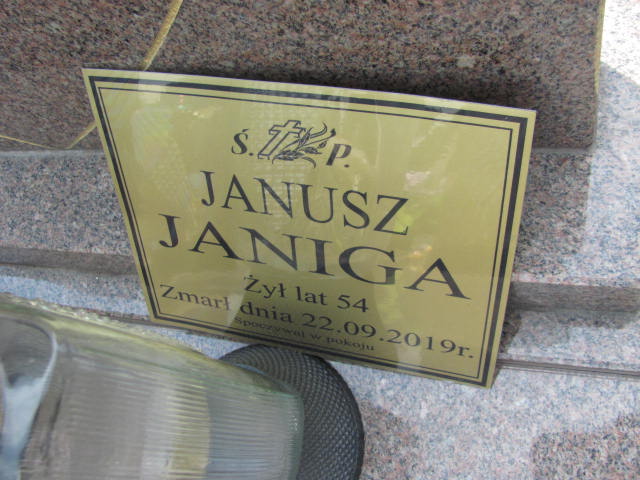 Ś. P.
JANUSZ
JANIGA
Żył lat 54
Zmarł dnia 22.09.2019r.
Spoczywaj w pokoju